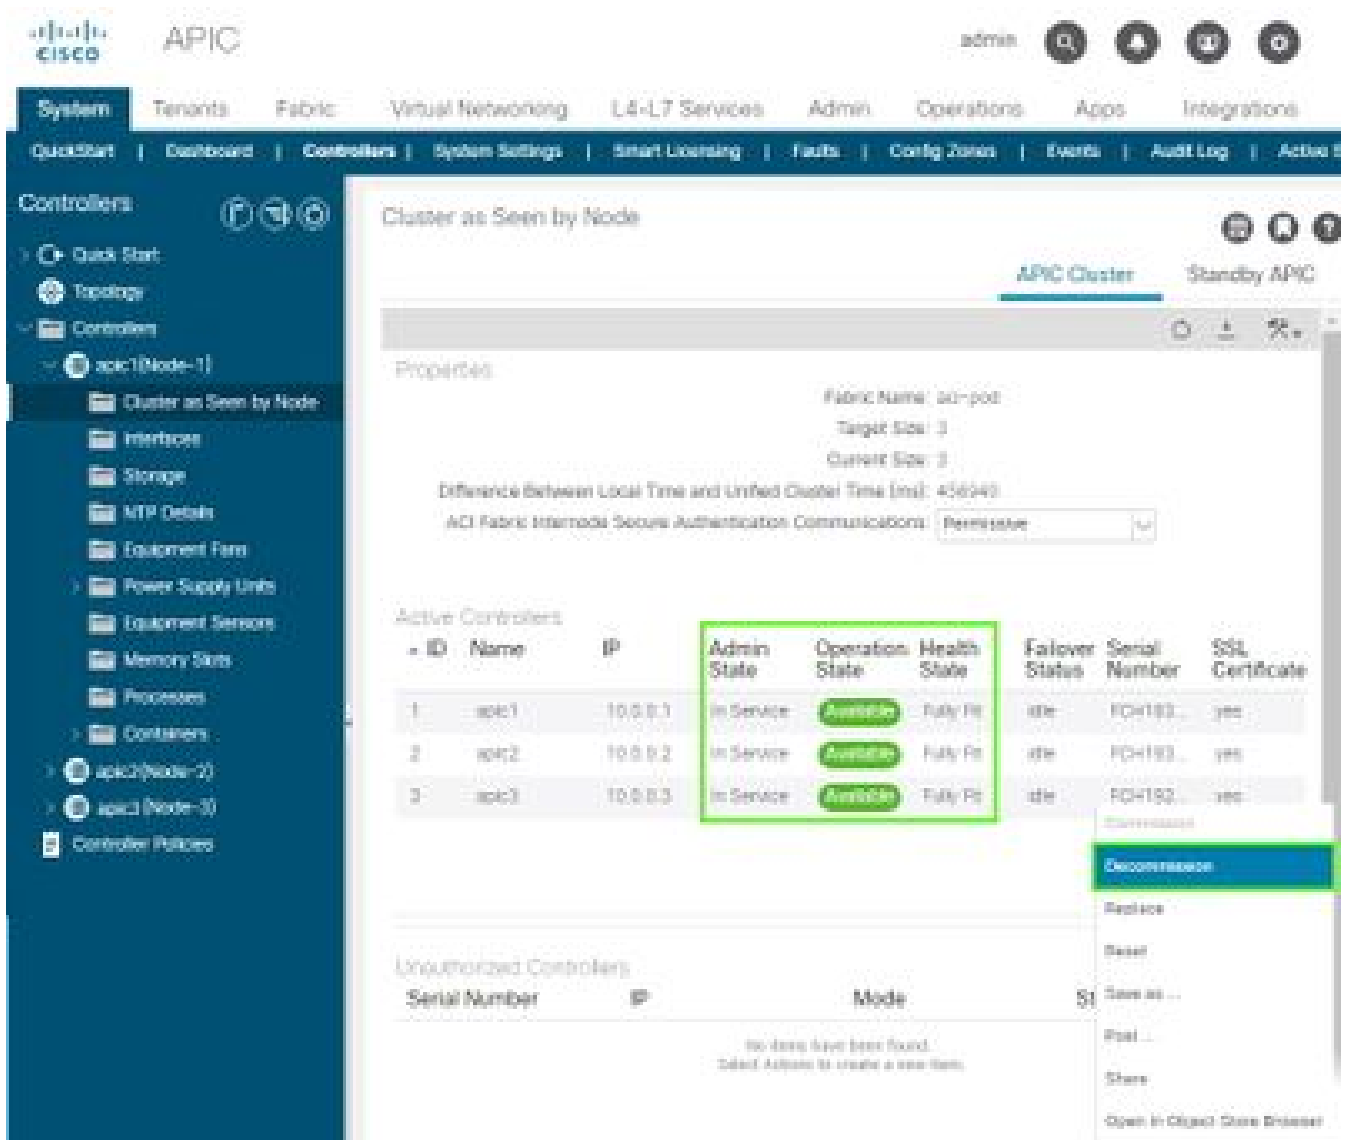 CISCO
APIC
admin
System Tenants Fabric Virtual Networking L4-L7 Services Admin Operations Apps Integrations
QuickStart | Dashboard | Controllers | System Settings | Smart Licensing | Faults | Config Zones | Events | Audit Log | Active
Controllers
Quick Start
Topology
Controllers
apic1(Node-1)
Cluster as Seen by Node
Interfaces
Storage
NTP Details
Equipment Fans
Power Supply Units
Equipment Sensors
Memory Slots
Processes
Containers
apic2(Node-2)
apic3 (Node-3)
Controller Policies
Cluster as Seen by Node
APIC Cluster Standby APIC
Properties
Fabric Name: aci-pod
Target Size: 3
Current Size: 3
Difference Between Local Time and Unified Cluster Time (ms):
ACI Fabric Internode Secure Authentication Communications: Permissive
Active Controllers
ID Name IP Admin State Operation State Health State Failover Status Serial Number SSL Certificate
1 apic1 10.0.0.1 In Service Available Fully Fit idle FCH193... yes
2 apic2 10.0.0.2 In Service Available Fully Fit idle FCH193... yes
3 apic3 10.0.0.3 In Service Available Fully Fit idle FCH192... yes
Commission
Decommission
Replace
Reset
Save as ...
Post ...
Share
Open In Object Store Browser
Unauthorized Controllers
Serial Number IP Mode St
No items have been found.
Select Actions to create a new item.